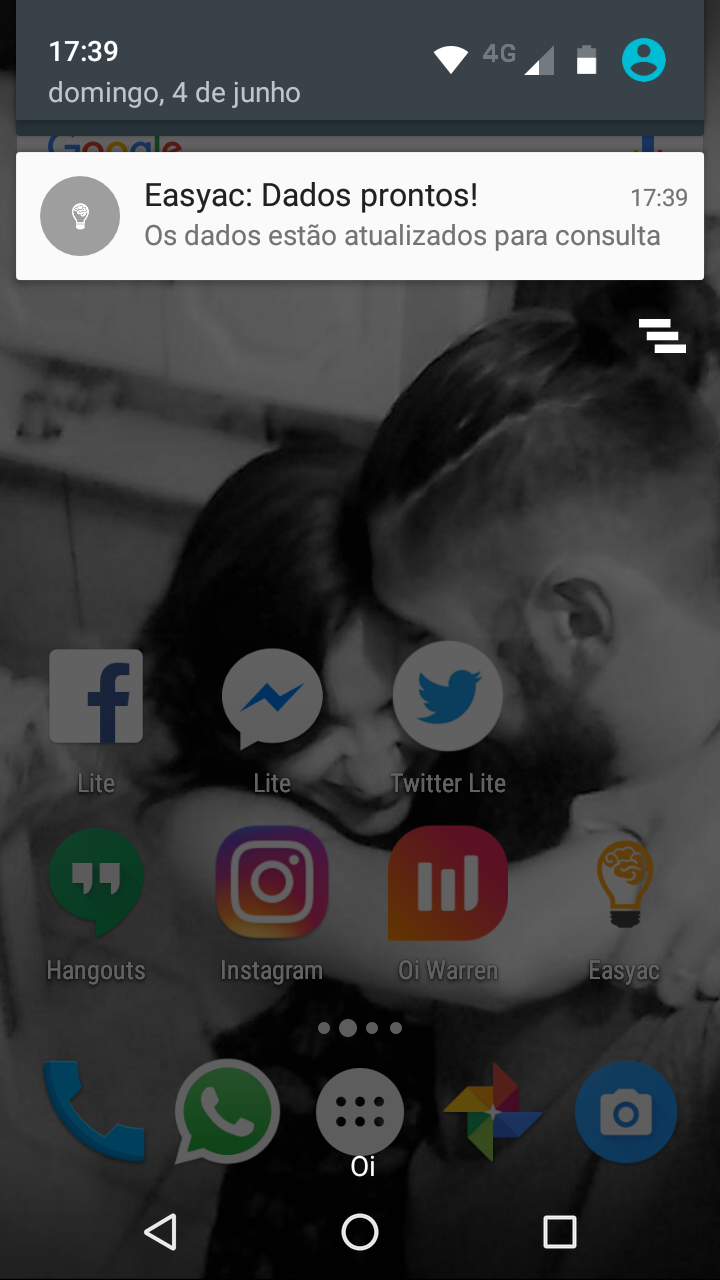 17:39
4G
domingo, 4 de junho
Google
Easyac: Dados prontos!
17:39
Os dados estão atualizados para consulta
Lite
Lite
Twitter Lite
Hangouts
Instagram
Oi Warren
Easyac
Oi